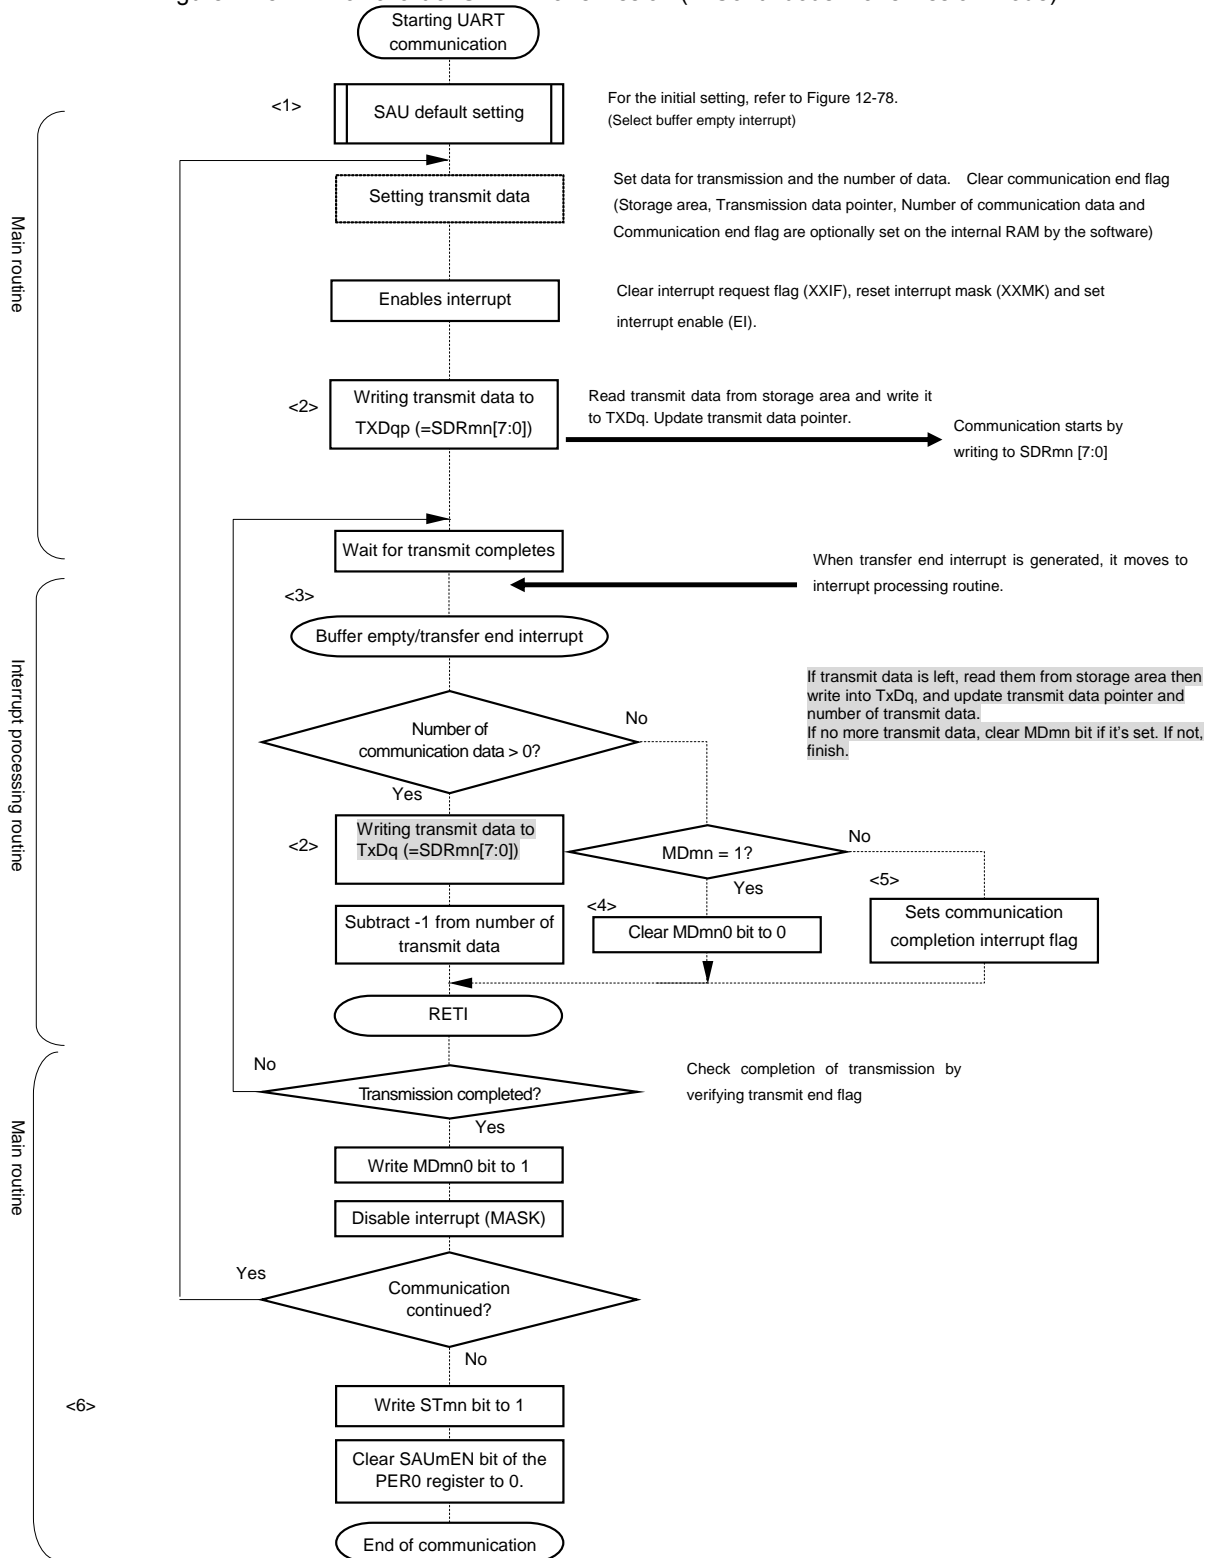 Starting UART
communication
<1>
SAU default setting
For the initial setting, refer to Figure 12-78.
(Select buffer empty interrupt)
Setting transmit data
Set data for transmission and the number of data. Clear communication end flag
(Storage area, Transmission data pointer, Number of communication data and
Communication end flag are optionally set on the internal RAM by the software)
Main routine
Enables interrupt
Clear interrupt request flag (XXIF), reset interrupt mask (XXMK) and set
interrupt enable (EI).
<2>
Writing transmit data to
TXDqp (=SDRmn[7:0])
Read transmit data from storage area and write it
to TXDq. Update transmit data pointer.
Communication starts by
writing to SDRmn [7:0]
Wait for transmit completes
When transfer end interrupt is generated, it moves to
interrupt processing routine.
<3>
Buffer empty/transfer end interrupt
Interrupt processing routine
If transmit data is left, read them from storage area then
write into TxDq, and update transmit data pointer and
number of transmit data.
If no more transmit data, clear MDmn bit if it's set. If not,
finish.
Number of
communication data > 0?
No
Yes
<2>
Writing transmit data to
TxDq (=SDRmn[7:0])
MDmn = 1?
No
Yes
<4>
Clear MDmn0 bit to 0
<5>
Sets communication
completion interrupt flag
Subtract -1 from number of
transmit data
RETI
No
Transmission completed?
Check completion of transmission by
verifying transmit end flag
Yes
Main routine
Write MDmn0 bit to 1
Disable interrupt (MASK)
Yes
Communication
continued?
No
<6>
Write STmn bit to 1
Clear SAUmEN bit of the
PER0 register to 0.
End of communication